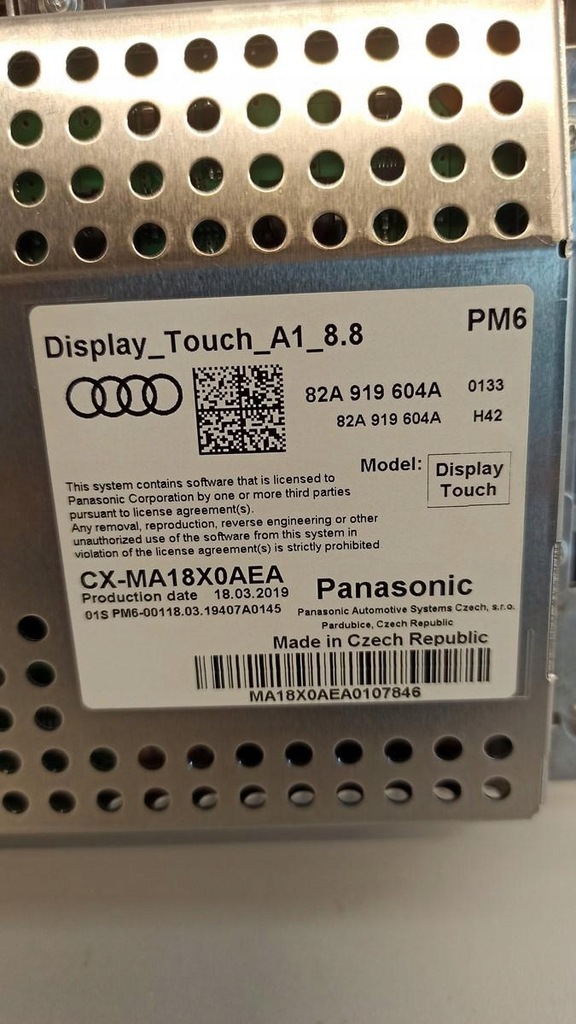 Display_Touch_A1_8.8
PM6
82A 919 604A 0133
82A 919 604A H42
Model: Display Touch
This system contains software that is licensed to
Panasonic Corporation by one or more third parties
pursuant to license agreement(s).
Any removal, reproduction, reverse engineering or other
unauthorized use of the software from this system in
violation of the license agreement(s) is strictly prohibited
CX-MA18X0AEA
Production date 18.03.2019
01S PM6-00118.03.19407A0145
Panasonic
Panasonic Automotive Systems Czech, s.r.o.
Pardubice, Czech Republic
Made in Czech Republic
MA18X0AEA0107846